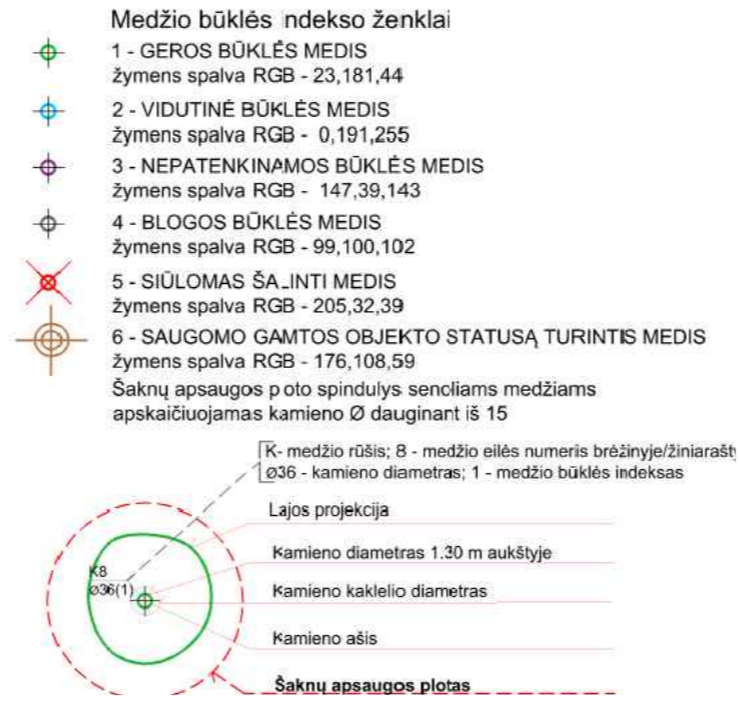 Medžio būklės indekso ženklai
1 - GEROS BŪKLĖS MEDIS
žymens spalva RGB - 23,181,44
2 - VIDUTINĖ BŪKLĖS MEDIS
žymens spalva RGB - 0,191,255
3 - NEPATENKINAMOS BŪKLĖS MEDIS
žymens spalva RGB - 147,39,143
4 - BLOGOS BŪKLĖS MEDIS
žymens spalva RGB - 99,100,102
5 - SIŪLOMAS ŠALINTI MEDIS
žymens spalva RGB - 205,32,39
6 - SAUGOMO GAMTOS OBJEKTO STATUSĄ TURINTIS MEDIS
žymens spalva RGB - 176,108,59
Šaknų apsaugos ploto spindulys senoliams medžiams
apskaičiuojamas kamieno Ø dauginant iš 15
K- medžio rūšis; 8 - medžio eilės numeris brėžinyje/žiniarašty
Ø36 - kamieno diametras; 1 - medžio būklės indeksas
Lajos projekcija
Kamieno diametras 1.30 m aukštyje
K8
Ø36(1)
Kamieno kaklelio diametras
Kamieno ašis
Šaknų apsaugos plotas